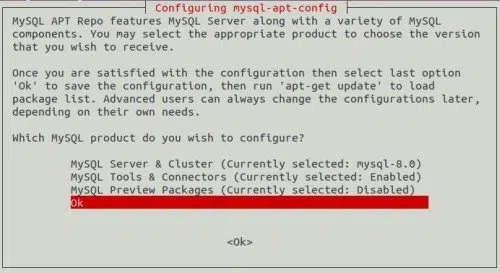 Configuring mysql-apt-config
MySQL APT Repo features MySQL Server along with a variety of MySQL
components. You may select the appropriate product to choose the version
that you wish to receive.
Once you are satisfied with the configuration then select last option
'Ok' to save the configuration, then run 'apt-get update' to load
package list. Advanced users can always change the configurations later,
depending on their own needs.
Which MySQL product do you wish to configure?
MySQL Server & Cluster (Currently selected: mysql-8.0)
MySQL Tools & Connectors (Currently selected: Enabled)
MySQL Preview Packages (Currently selected: Disabled)
Ok
<Ok>